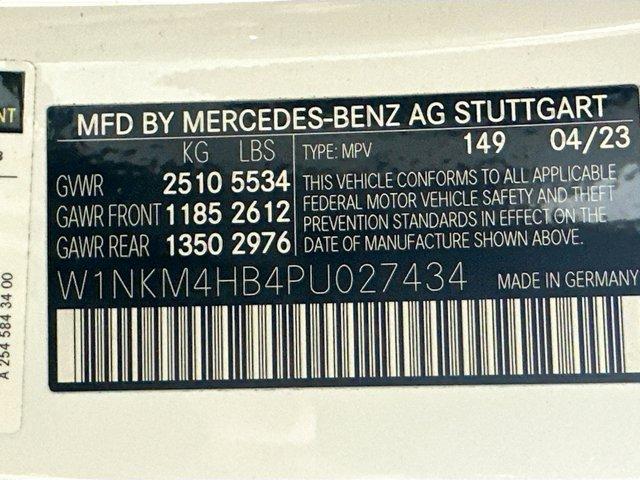 MFD BY MERCEDES-BENZ AG STUTTGART
KG LBS
TYPE: MPV 149 04/23
GVWR 2510 5534
GAWR FRONT 1185 2612
GAWR REAR 1350 2976
THIS VEHICLE CONFORMS TO ALL APPLICABLE
FEDERAL MOTOR VEHICLE SAFETY AND THEFT
PREVENTION STANDARDS IN EFFECT ON THE
DATE OF MANUFACTURE SHOWN ABOVE.
W1NKM4HB4PU027434 MADE IN GERMANY
A 254 584 34 00